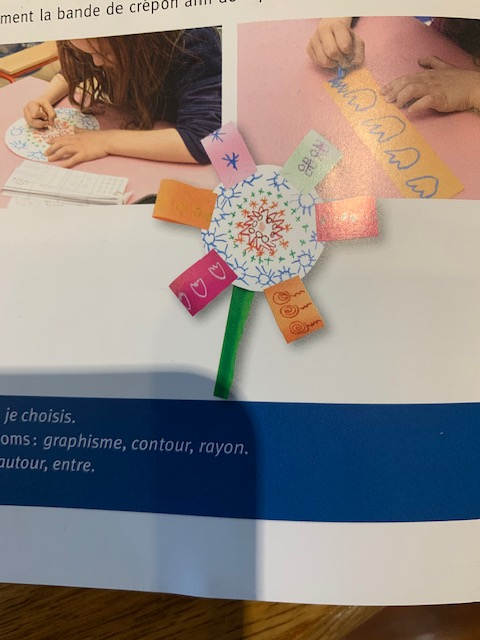 ment la bande de crépon afin de
je choisis.
oms : graphisme, contour, rayon.
autour, entre.